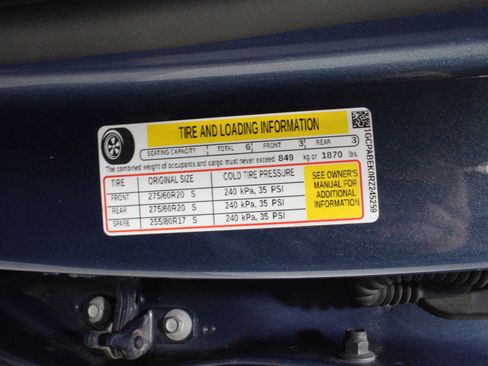 TIRE AND LOADING INFORMATION
SEATING CAPACITY TOTAL 6 FRONT 3 REAR 3
The combined weight of occupants and cargo must never exceed 849 kg or 1870 lbs
TIRE ORIGINAL SIZE COLD TIRE PRESSURE
FRONT 275/60R20 S 240 kPa, 35 PSI
REAR 275/60R20 S 240 kPa, 35 PSI
SPARE 255/80R17 S 240 kPa, 35 PSI
SEE OWNER'S
MANUAL FOR
ADDITIONAL
INFORMATION
1GCPABEK0RZ245259